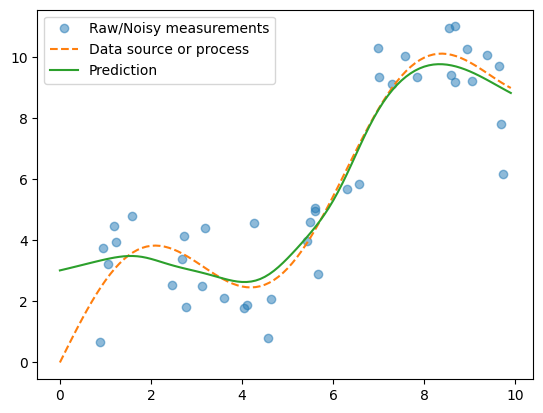 Raw/Noisy measurements
Data source or process
Prediction
10
8
6
4
2
0
0 2 4 6 8 10